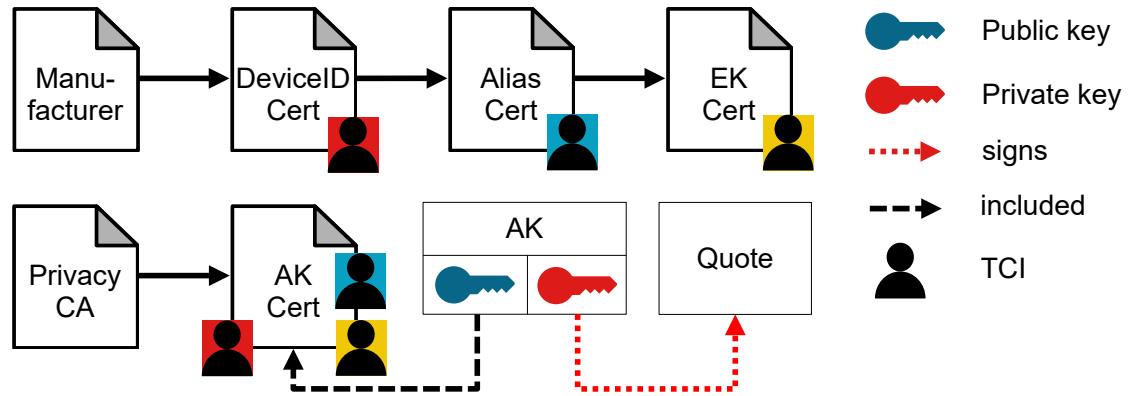 Manu-
facturer
DeviceID
Cert
Alias
Cert
EK
Cert
Public key
Private key
signs
included
TCI
Privacy
CA
AK
Cert
AK
Quote